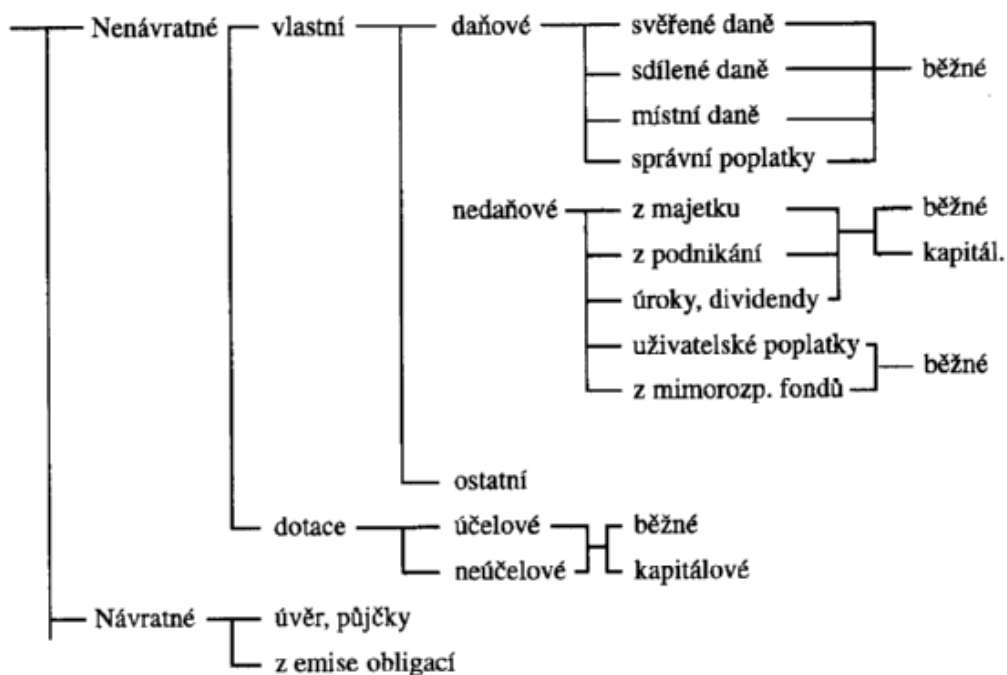 Nenávratné vlastní daňové svěřené daně
sdílené daně běžné
místní daně
správní poplatky
nedaňové z majetku běžné
z podnikání kapitál.
úroky, dividendy
uživatelské poplatky
běžné
z mimorozp. fondů
ostatní
dotace účelové běžné
neúčelové kapitálové
Návratné úvěr, půjčky
z emise obligací